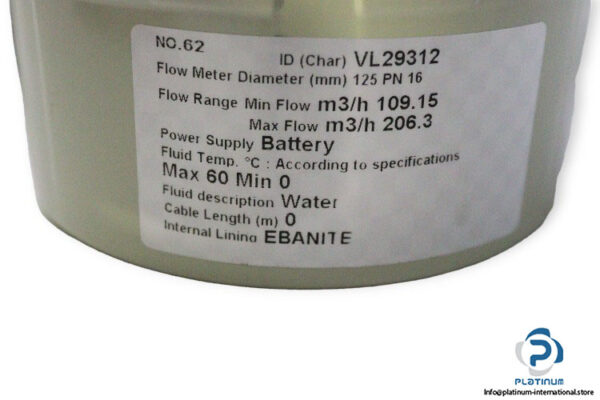 NO.62
ID (Char) VL29312
Flow Meter Diameter (mm) 125 PN 16
Flow Range Min Flow m3/h 109.15
Max Flow m3/h 206.3
Power Supply Battery
Fluid Temp. °C : According to specifications
Max 60 Min 0
Fluid description Water
Cable Length (m) 0
Internal Lining EBANITE
PLATINUM
Info@platinum-international.store